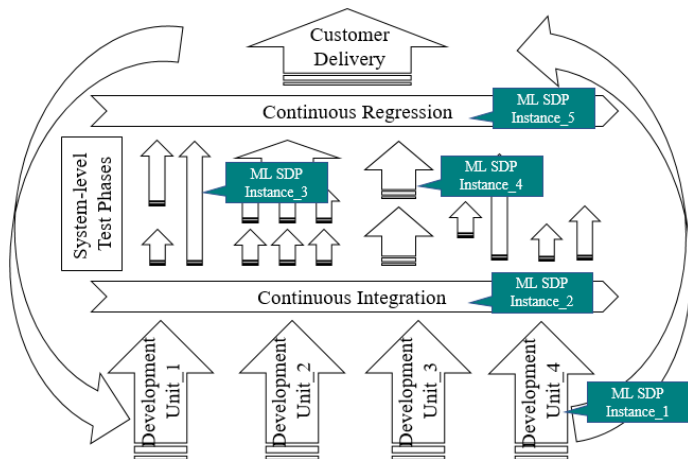 Customer
Delivery
ML SDP
Instance_5
Continuous Regression
System-level
Test Phases
ML SDP
Instance_3
ML SDP
Instance_4
ML SDP
Instance_2
Continuous Integration
Development
Unit_1
Development
Unit_2
Development
Unit_3
Development
Unit_4
ML SDP
Instance_1